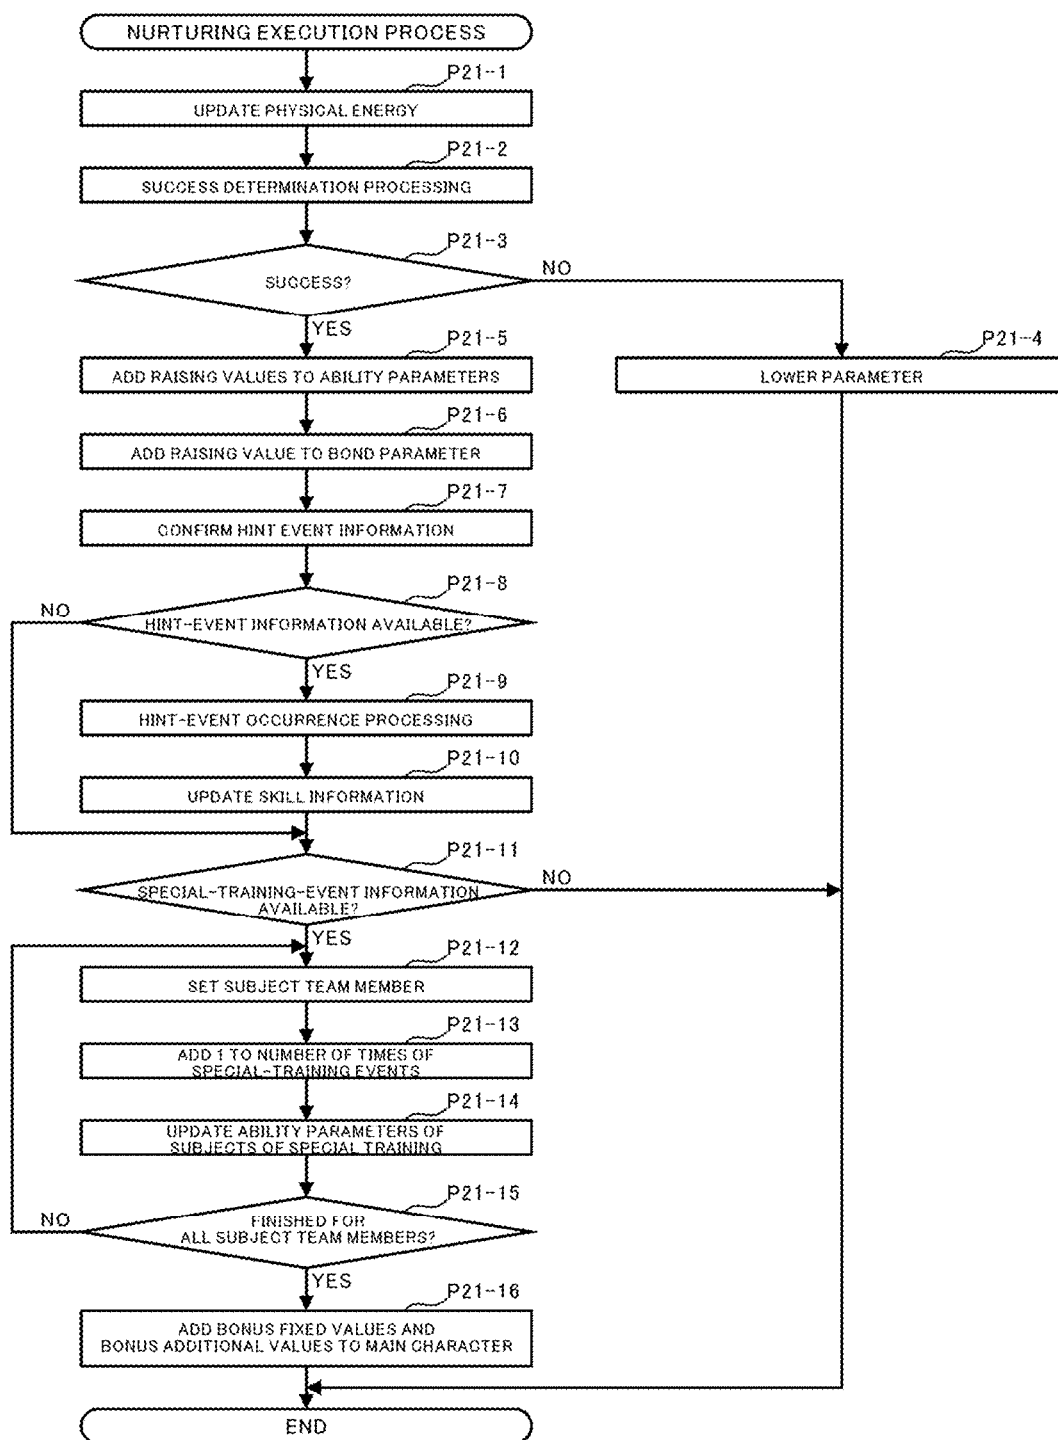 NURTURING EXECUTION PROCESS
P21-1
UPDATE PHYSICAL ENERGY
P21-2
SUCCESS DETERMINATION PROCESSING
P21-3
SUCCESS?
NO
YES
P21-5
ADD RAISING VALUES TO ABILITY PARAMETERS
P21-4
LOWER PARAMETER
P21-6
ADD RAISING VALUE TO BOND PARAMETER
P21-7
CONFIRM HINT EVENT INFORMATION
P21-8
NO
HINT-EVENT INFORMATION AVAILABLE?
YES
P21-9
HINT-EVENT OCCURRENCE PROCESSING
P21-10
UPDATE SKILL INFORMATION
P21-11
SPECIAL-TRAINING-EVENT INFORMATION
AVAILABLE?
NO
YES
P21-12
SET SUBJECT TEAM MEMBER
P21-13
ADD 1 TO NUMBER OF TIMES OF
SPECIAL-TRAINING EVENTS
P21-14
UPDATE ABILITY PARAMETERS OF
SUBJECTS OF SPECIAL TRAINING
P21-15
NO
FINISHED FOR
ALL SUBJECT TEAM MEMBERS?
YES
P21-16
ADD BONUS FIXED VALUES AND
BONUS ADDITIONAL VALUES TO MAIN CHARACTER
END